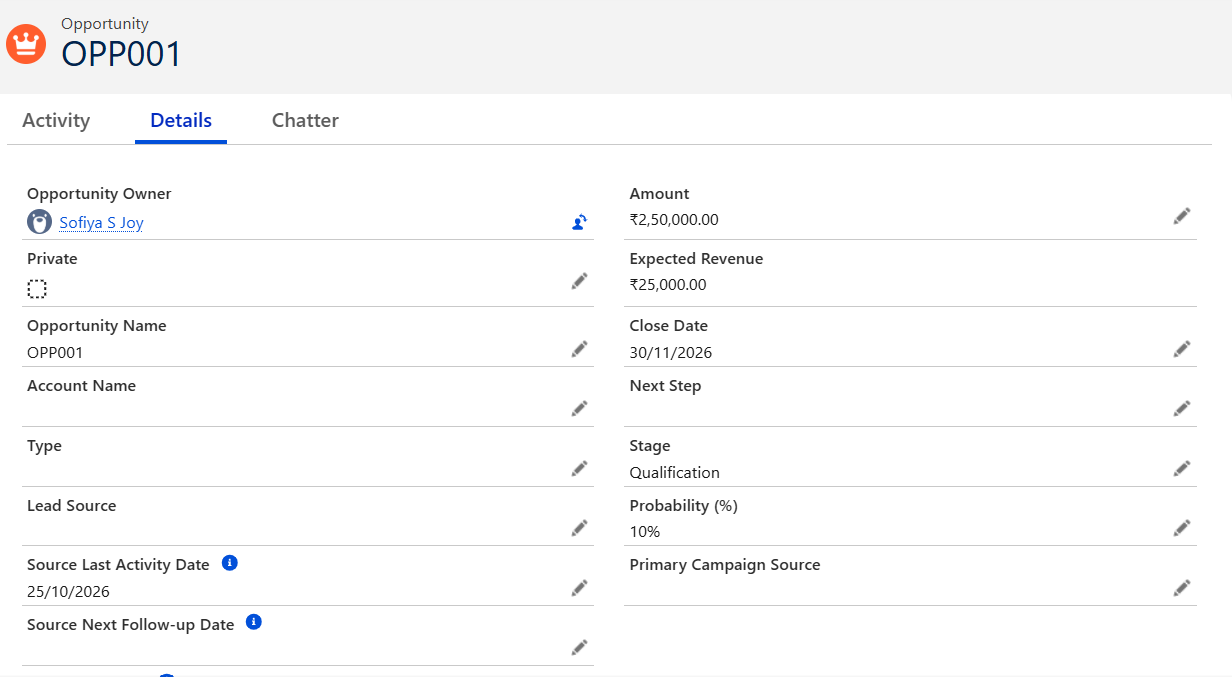 Opportunity
OPP001
Activity
Details
Chatter
Opportunity Owner
Sofiya S Joy
Private
Opportunity Name
OPP001
Account Name
Type
Lead Source
Source Last Activity Date
25/10/2026
Source Next Follow-up Date
Amount
₹2,50,000.00
Expected Revenue
₹25,000.00
Close Date
30/11/2026
Next Step
Stage
Qualification
Probability (%)
10%
Primary Campaign Source